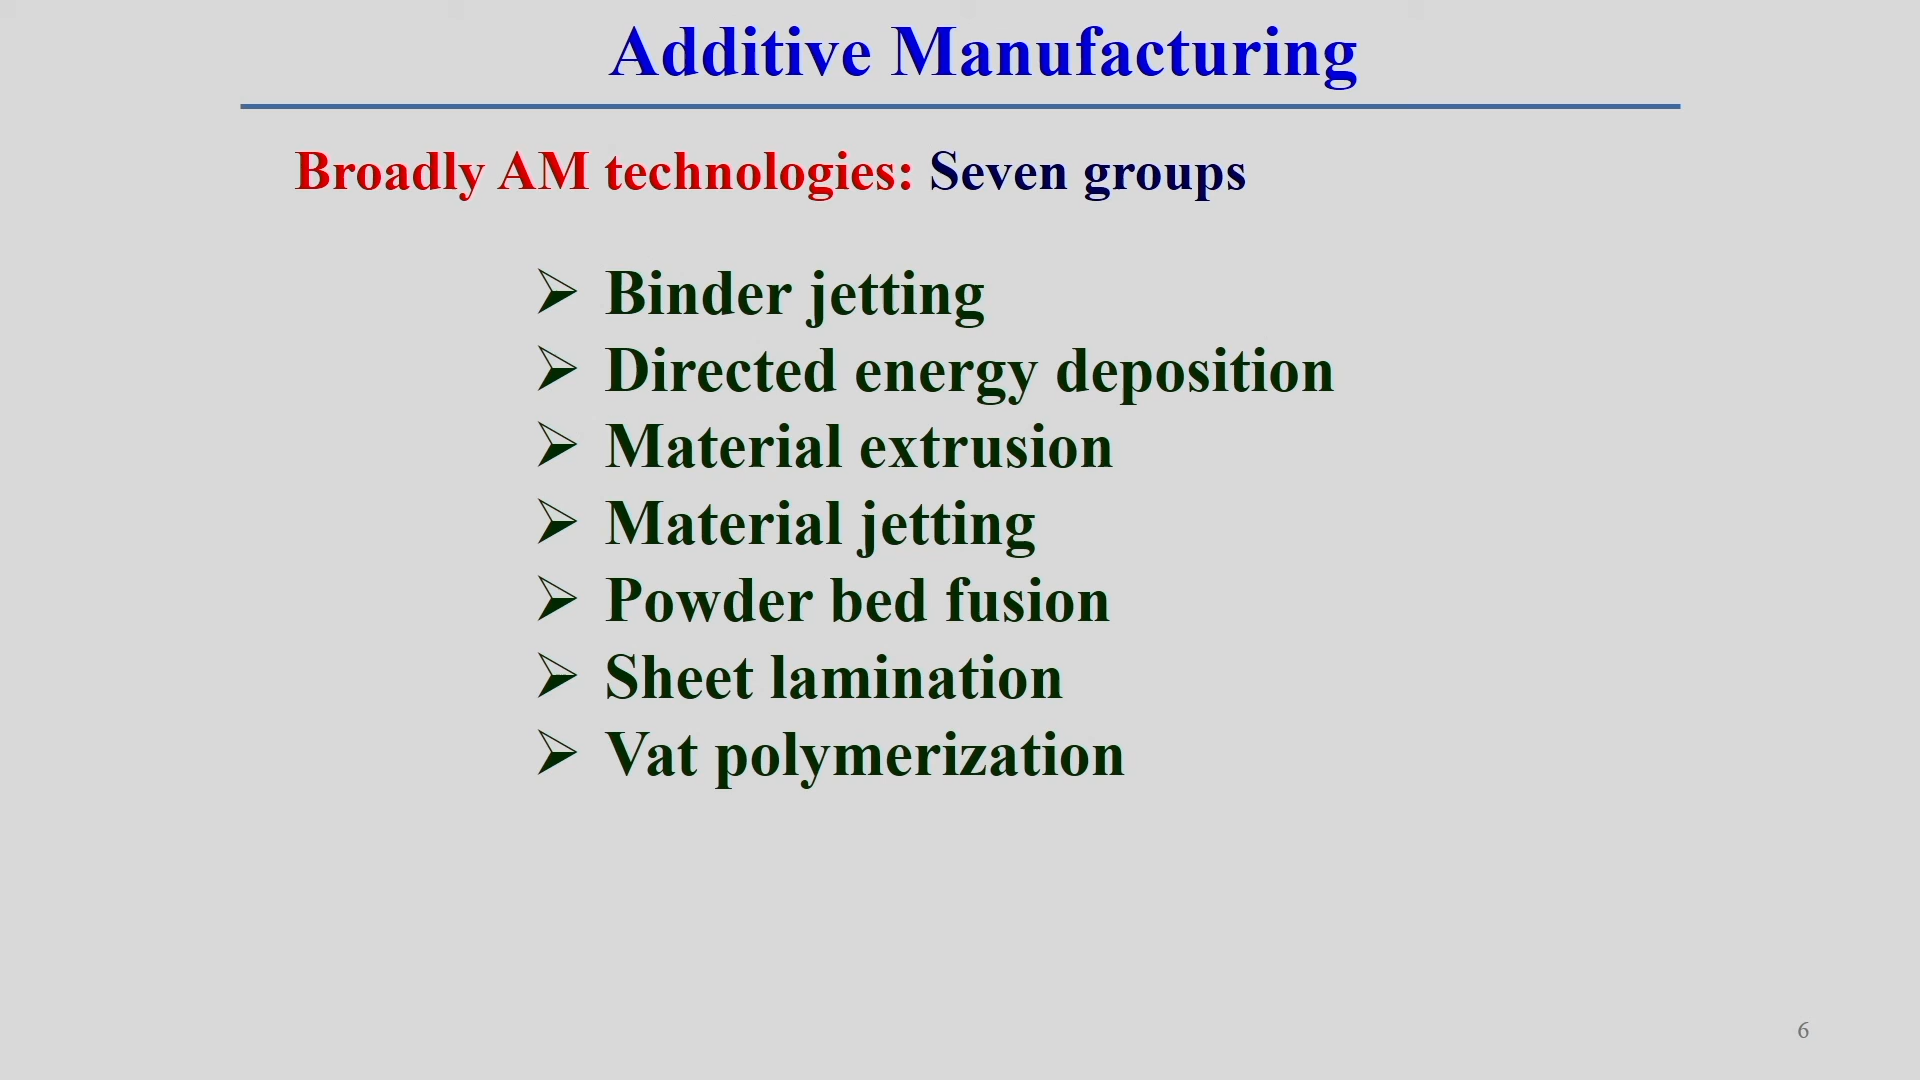 Additive Manufacturing
Broadly AM technologies: Seven groups
➢ Binder jetting
➢ Directed energy deposition
➢ Material extrusion
➢ Material jetting
➢ Powder bed fusion
➢ Sheet lamination
➢ Vat polymerization
6